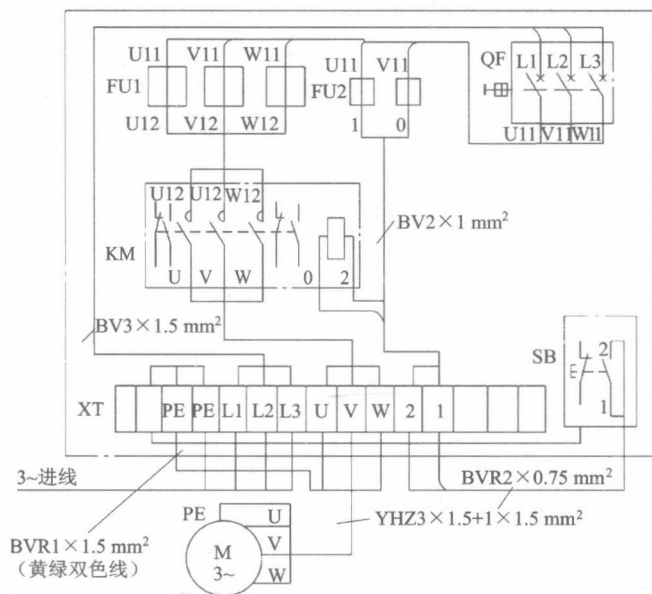 U11 V11 W11 U11 V11 QF L1 L2 L3
FU1 FU2
U12 V12 W12 1 0 U11 V11 W11
U12 U12 W12
BV2×1 mm²
KM
U V W 0 2
BV3×1.5 mm²
SB 2
XT PE PE L1 L2 L3 U V W 2 1
1
3~进线
BVR2×0.75 mm²
PE U
YHZ3×1.5+1×1.5 mm²
BVR1×1.5 mm²
(黄绿双色线)
M
3~
V
W